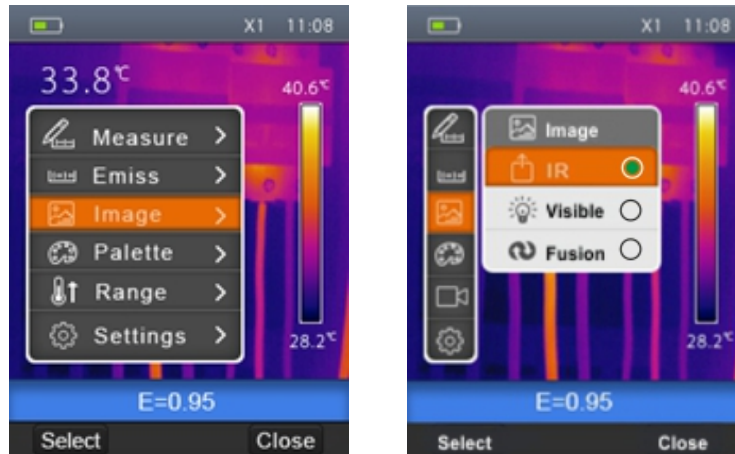 X1 11:08
33.8℃
40.6℃
Measure
Emiss
Image
Palette
Range
Settings
28.2℃
E=0.95
Select Close
X1 11:08
40.6℃
Image
IR
Visible
Fusion
28.2℃
E=0.95
Select Close